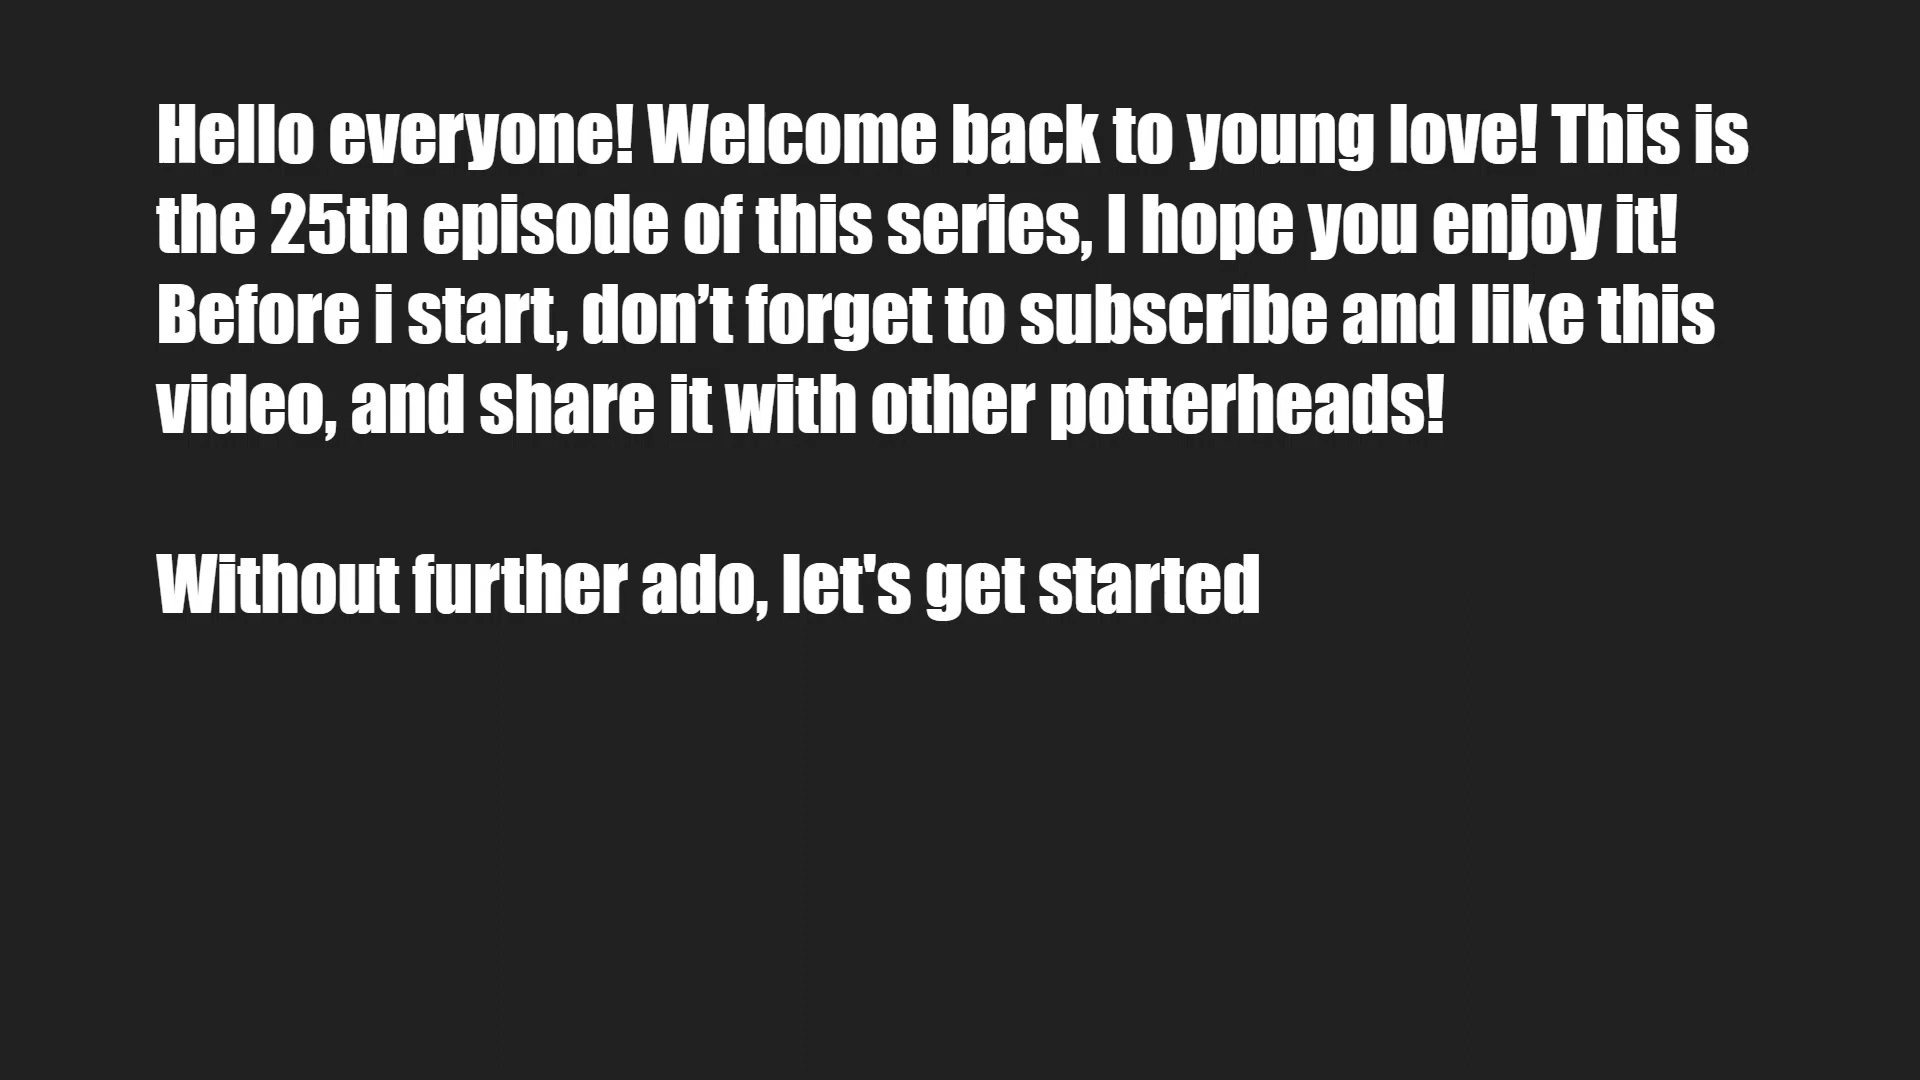 Hello everyone! Welcome back to young love! This is
the 25th episode of this series, I hope you enjoy it!
Before i start, don’t forget to subscribe and like this
video, and share it with other potterheads!
Without further ado, let's get started